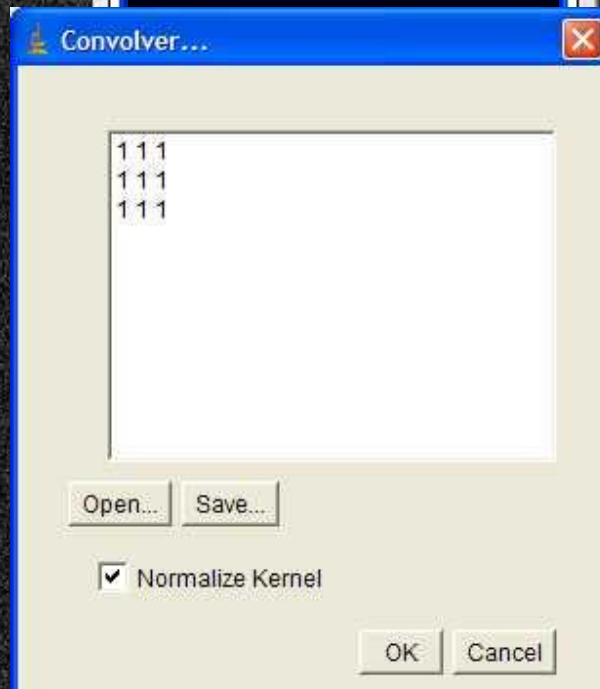 Convolver...
1 1 1
1 1 1
1 1 1
Open... Save...
Normalize Kernel
OK Cancel